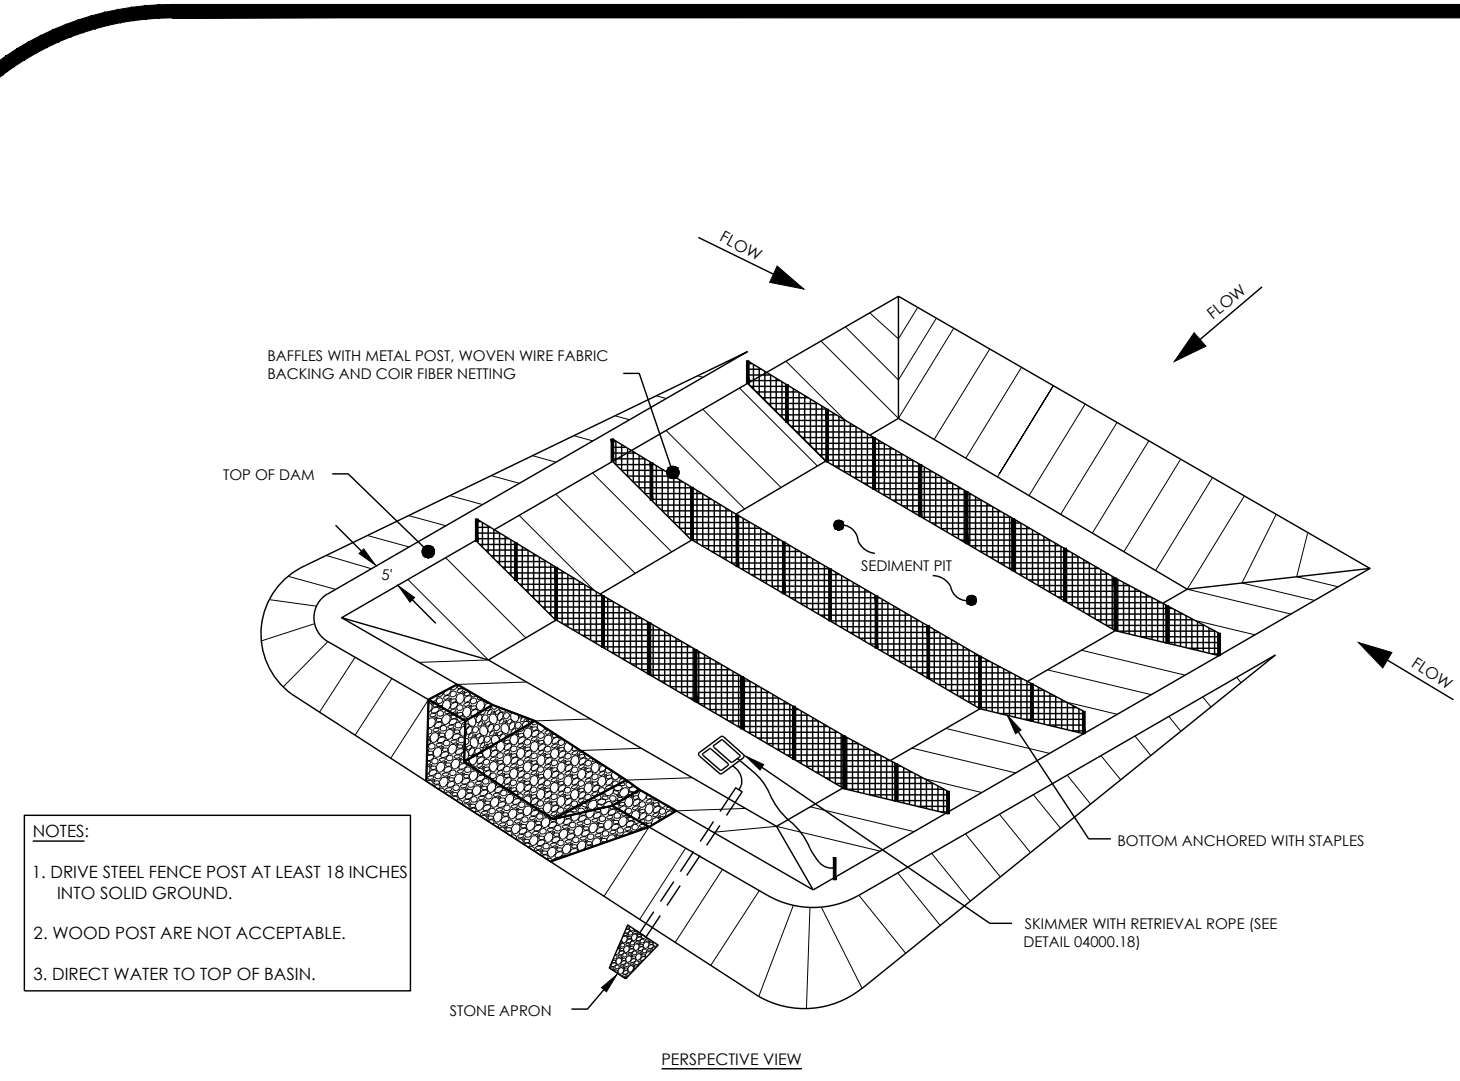 FLOW
FLOW
BAFFLES WITH METAL POST, WOVEN WIRE FABRIC
BACKING AND COIR FIBER NETTING
TOP OF DAM
5'
SEDIMENT PIT
FLOW
BOTTOM ANCHORED WITH STAPLES
SKIMMER WITH RETRIEVAL ROPE (SEE
DETAIL 04000.18)
NOTES:
1. DRIVE STEEL FENCE POST AT LEAST 18 INCHES
INTO SOLID GROUND.
2. WOOD POST ARE NOT ACCEPTABLE.
3. DIRECT WATER TO TOP OF BASIN.
STONE APRON
PERSPECTIVE VIEW